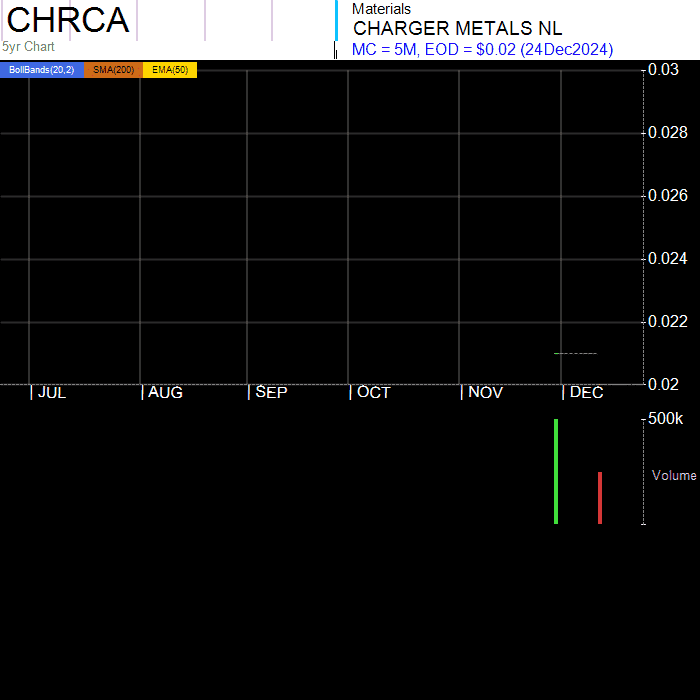 CHRCA
5yr Chart
Materials
CHARGER METALS NL
MC = 5M, EOD = $0.02 (24Dec2024)
BollBands(20,2) SMA(200) EMA(50)
0.03
0.028
0.026
0.024
0.022
0.02
JUL AUG SEP OCT NOV DEC
500k
Volume